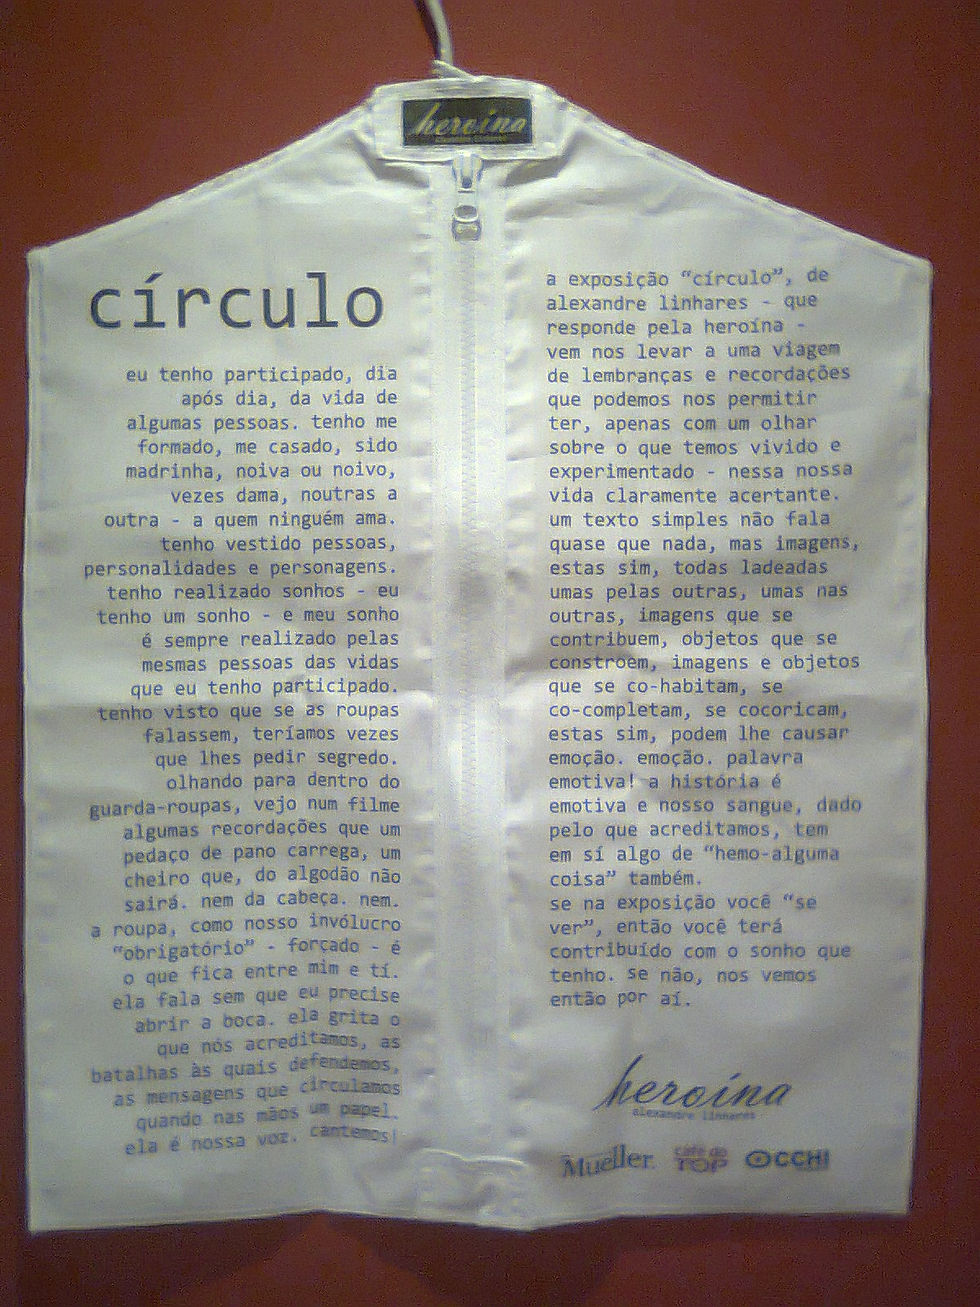 heroína
círculo
eu tenho participado, dia
após dia, da vida de
algumas pessoas. tenho me
formado, me casado, sido
madrinha, noiva ou noivo,
vezes dama, noutras a
outra - a quem ninguém ama.
tenho vestido pessoas,
personalidades e personagens.
tenho realizado sonhos - eu
tenho um sonho - e meu sonho
é sempre realizado pelas
mesmas pessoas das vidas
que eu tenho participado.
tenho visto que se as roupas
falassem, teríamos vezes
que lhes pedir segredo.
olhando para dentro do
guarda-roupas, vejo num filme
algumas recordações que um
pedaço de pano carrega, um
cheiro que, do algodão não
sairá. nem da cabeça. nem.
a roupa, como nosso invólucro
“obrigatório” - forçado - é
o que fica entre mim e tí.
ela fala sem que eu precise
abrir a boca. ela grita o
que nós acreditamos, as
batalhas às quais defendemos,
as mensagens que circulamos
quando nas mãos um papel.
ela é nossa voz. cantemos!
a exposição “círculo”, de
alexandre linhares - que
responde pela heroína -
vem nos levar a uma viagem
de lembranças e recordações
que podemos nos permitir
ter, apenas com um olhar
sobre o que temos vivido e
experimentado - nessa nossa
vida claramente acertante.
um texto simples não fala
quase que nada, mas imagens,
estas sim, todas ladeadas
umas pelas outras, umas nas
outras, imagens que se
contribuem, objetos que se
constroem, imagens e objetos
que se co-habitam, se
co-completam, se cocoricam,
estas sim, podem lhe causar
emoção. emoção. palavra
emotiva! a história é
emotiva e nosso sangue, dado
pelo que acreditamos, tem
em sí algo de “hemo-alguma
coisa” também.
se na exposição você “se
ver”, então você terá
contribuído com o sonho que
tenho. se não, nos vemos
então por aí.
heroína
alexandre linhares
Mueller café do TOP OCCHI